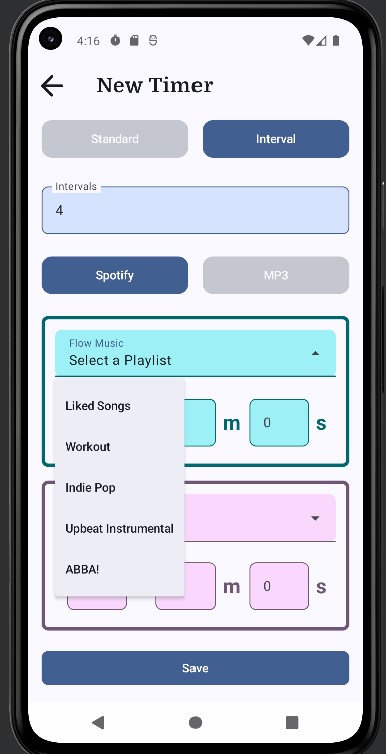 4:16
New Timer
Standard
Interval
Intervals
4
Spotify
MP3
Flow Music
Select a Playlist
Liked Songs
Workout
Indie Pop
Upbeat Instrumental
ABBA!
m
0
s
m
0
s
Save